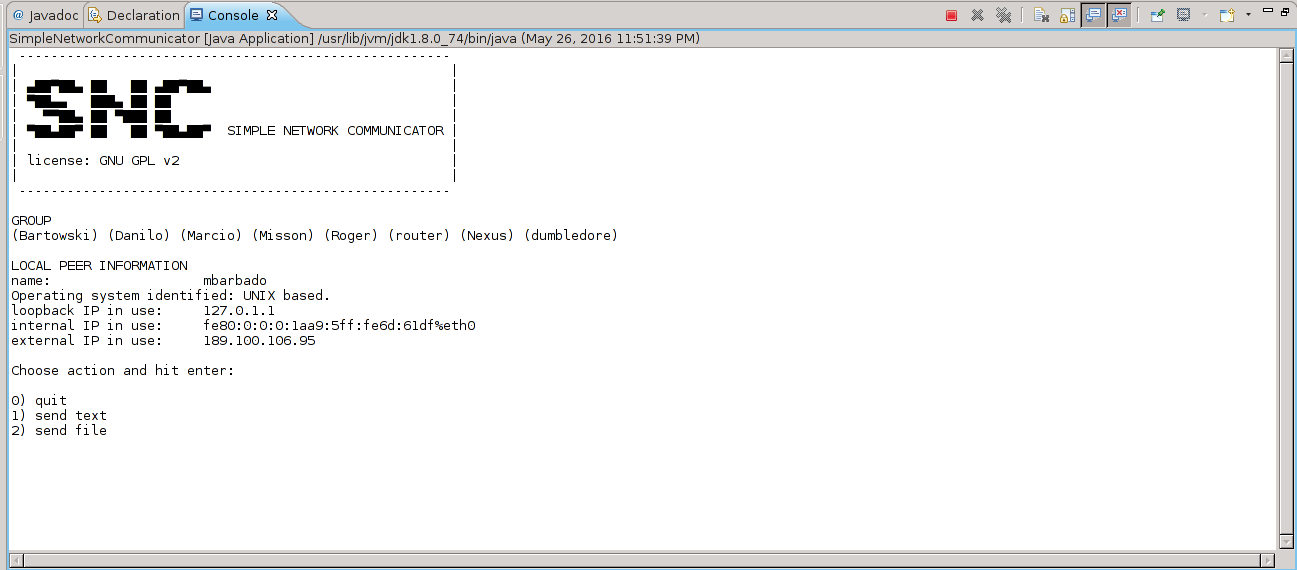 @ Javadoc Declaration Console
SimpleNetworkCommunicator [Java Application] /usr/lib/jvm/jdk1.8.0_74/bin/java (May 26, 2016 11:51:39 PM)
SNC SIMPLE NETWORK COMMUNICATOR
license: GNU GPL v2
GROUP
(Bartowski) (Danilo) (Marcio) (Misson) (Roger) (router) (Nexus) (dumbledore)
LOCAL PEER INFORMATION
name: mbarbado
Operating system identified: UNIX based.
loopback IP in use: 127.0.1.1
internal IP in use: fe80:0:0:0:1aa9:5ff:fe6d:61df%eth0
external IP in use: 189.100.106.95
Choose action and hit enter:
0) quit
1) send text
2) send file